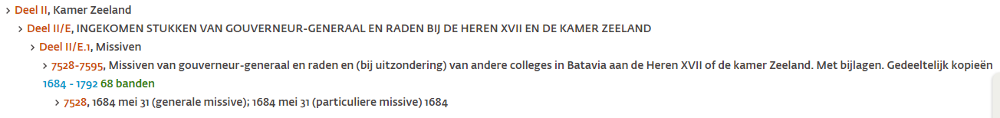 › Deel II, Kamer Zeeland
› Deel II/E, INGEKOMEN STUKKEN VAN GOUVERNEUR-GENERAAL EN RADEN BIJ DE HEREN XVII EN DE KAMER ZEELAND
› Deel II/E.1, Missiven
› 7528-7595, Missiven van gouverneur-generaal en raden en (bij uitzondering) van andere colleges in Batavia aan de Heren XVII of de kamer Zeeland. Met bijlagen. Gedeeltelijk kopieën
1684 - 1792 68 banden
› 7528, 1684 mei 31 (generale missive); 1684 mei 31 (particuliere missive) 1684